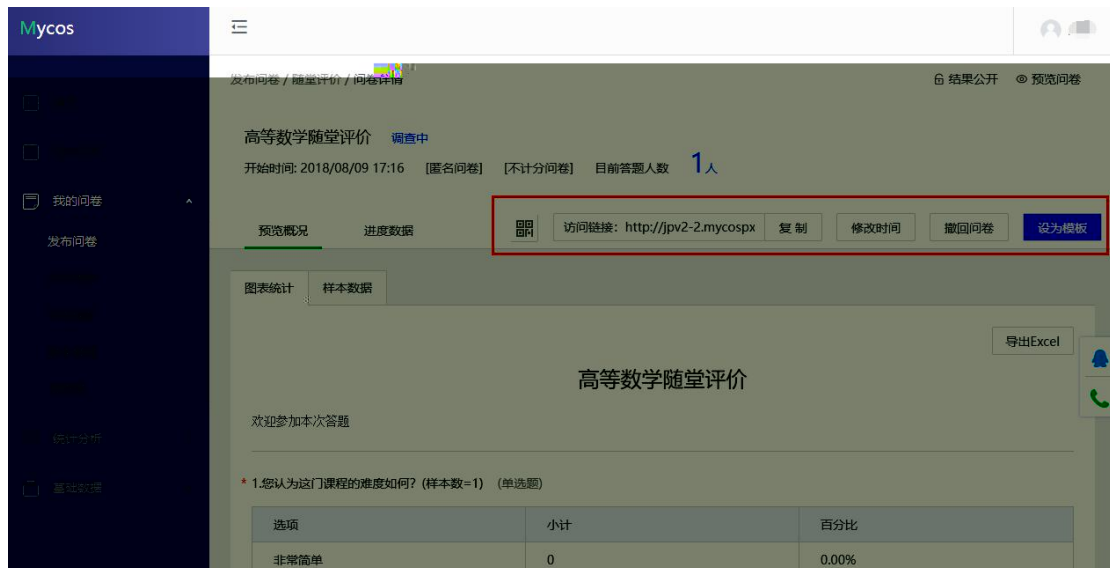 Mycos
发布问卷 / 随堂评价 / 问卷详情
结果公开 预览问卷
高等数学随堂评价 调查中
开始时间: 2018/08/09 17:16 [匿名问卷] [不计分问卷] 目前答题人数 1人
我的问卷
发布问卷
预览概况 进度数据 访问链接：http://jpv2-2.mycospx 复制 修改时间 撤回问卷 设为模板
图表统计 样本数据
导出Excel
高等数学随堂评价
欢迎参加本次答题
统计分析
基础数据
* 1.您认为这门课程的难度如何? (样本数=1) (单选题)
选项 小计 百分比
非常简单 0 0.00%